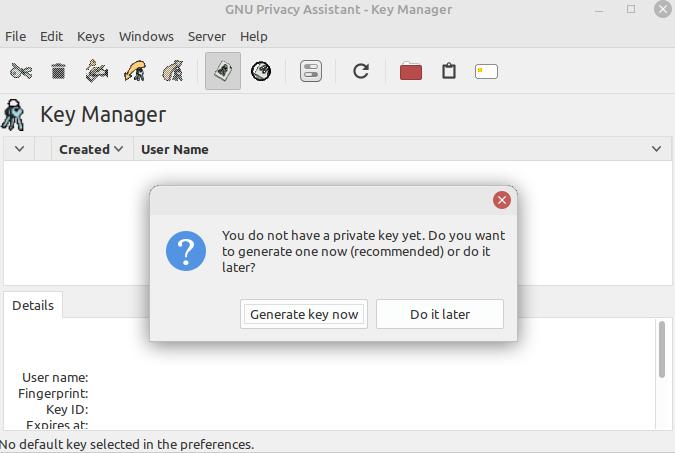 GNU Privacy Assistant - Key Manager
File Edit Keys Windows Server Help
Key Manager
Created User Name
You do not have a private key yet. Do you want
to generate one now (recommended) or do it
later?
Generate key now Do it later
Details
User name:
Fingerprint:
Key ID:
Expires at:
No default key selected in the preferences.